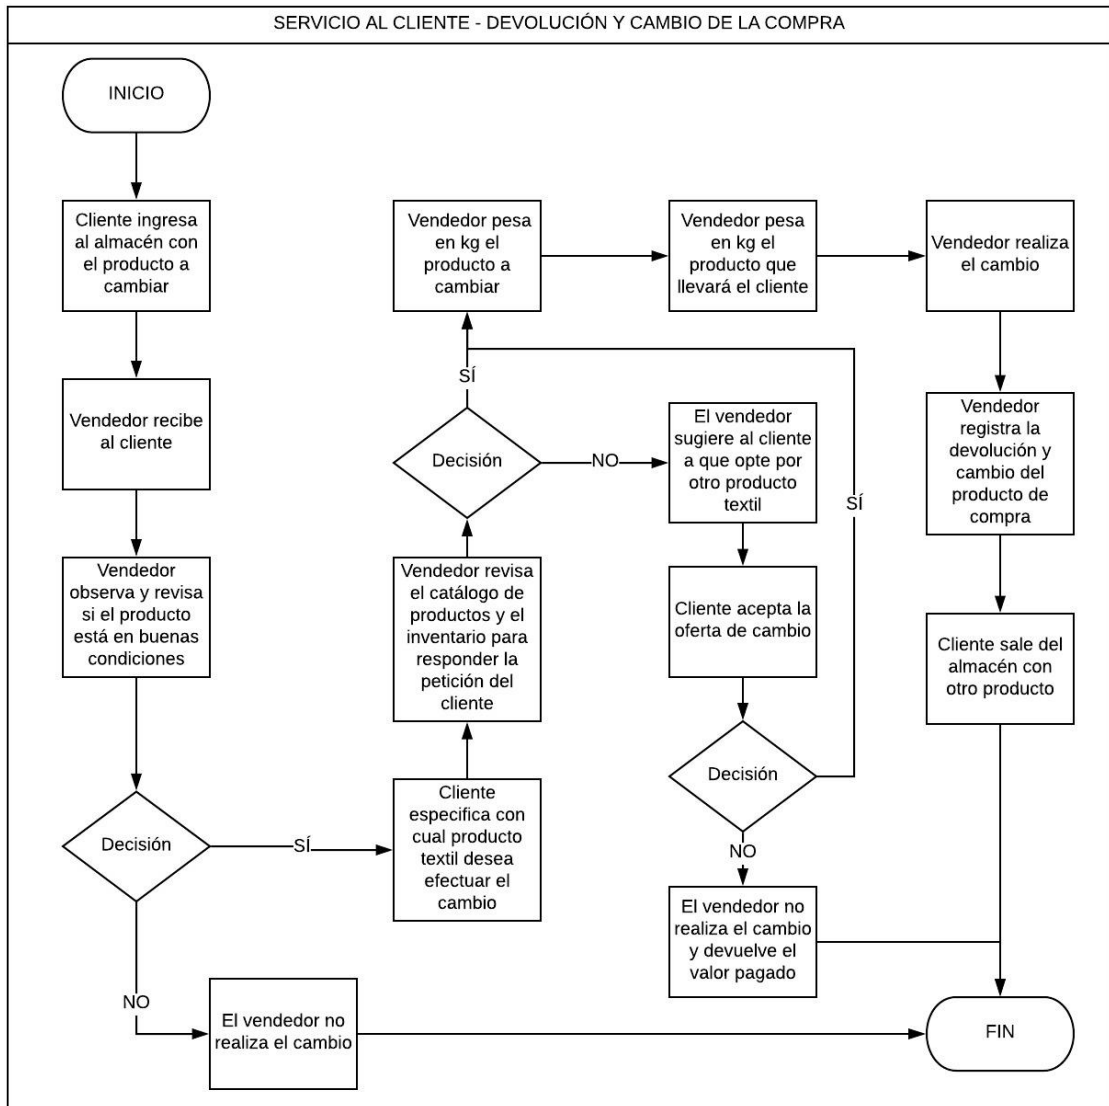 SERVICIO AL CLIENTE - DEVOLUCIÓN Y CAMBIO DE LA COMPRA
INICIO
Cliente ingresa
al almacén con
el producto a
cambiar
Vendedor recibe
al cliente
Vendedor
observa y revisa
si el producto
está en buenas
condiciones
Decisión
SÍ
NO
El vendedor no
realiza el cambio
Cliente
especifica con
cual producto
textil desea
efectuar el
cambio
Vendedor revisa
el catálogo de
productos y el
inventario para
responder la
petición del
cliente
Decisión
SÍ
NO
Vendedor pesa
en kg el
producto a
cambiar
Vendedor pesa
en kg el
producto que
llevará el cliente
El vendedor
sugiere al cliente
a que opte por
otro producto
textil
Cliente acepta la
oferta de cambio
Decisión
SÍ
NO
El vendedor no
realiza el cambio
y devuelve el
valor pagado
Vendedor realiza
el cambio
Vendedor
registra la
devolución y
cambio del
producto de
compra
Cliente sale del
almacén con
otro producto
FIN